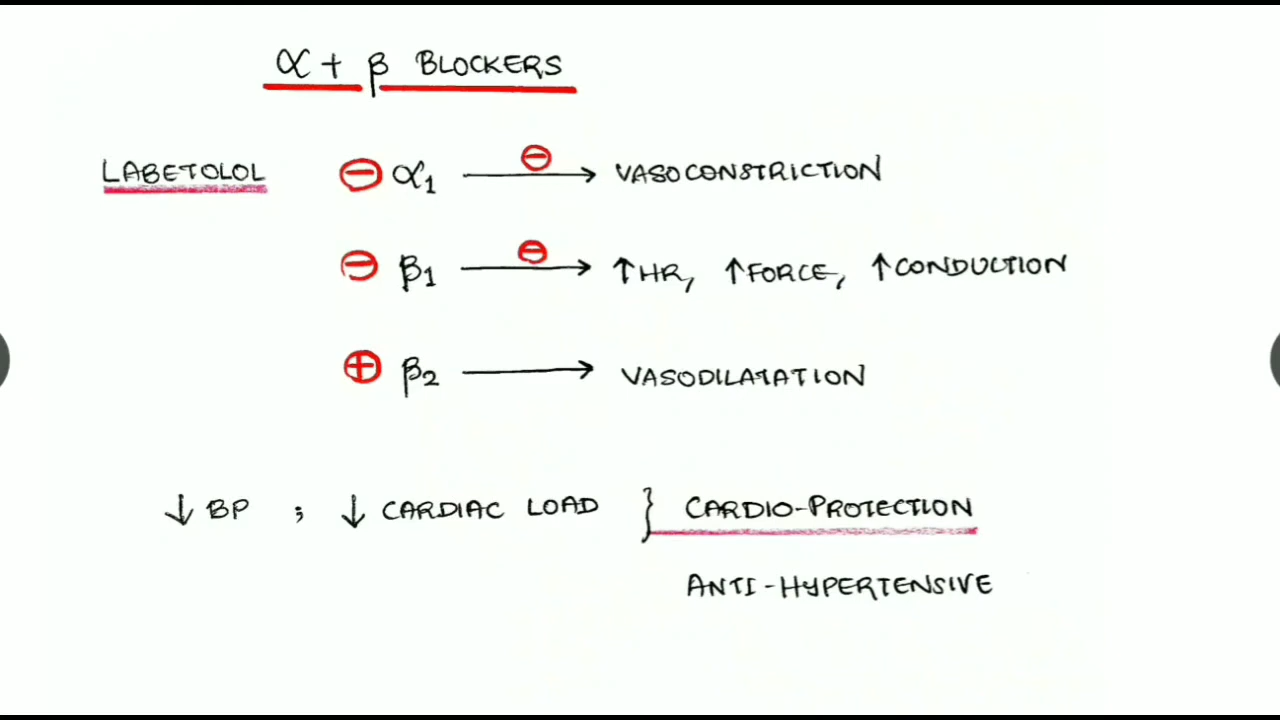 α + β BLOCKERS
LABETOLOL ⊖ α1 ⊖→ VASOCONSTRICTION
⊖ β1 ⊖→ ↑HR, ↑FORCE, ↑CONDUCTION
⊕ β2 → VASODILATATION
↓ BP ; ↓ CARDIAC LOAD } CARDIO-PROTECTION
ANTI-HYPERTENSIVE